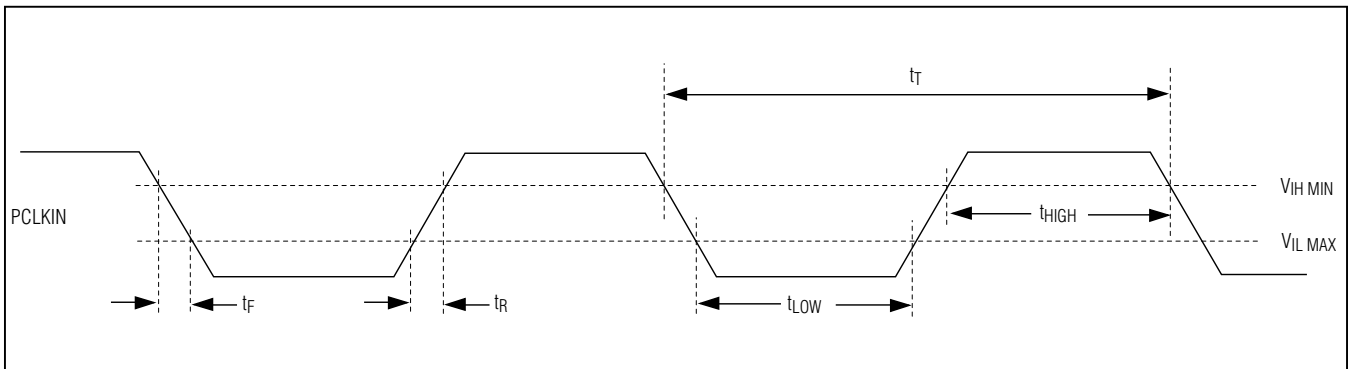 tT
VIH MIN
PCLKIN
tHIGH
VIL MAX
tF
tR
tLOW